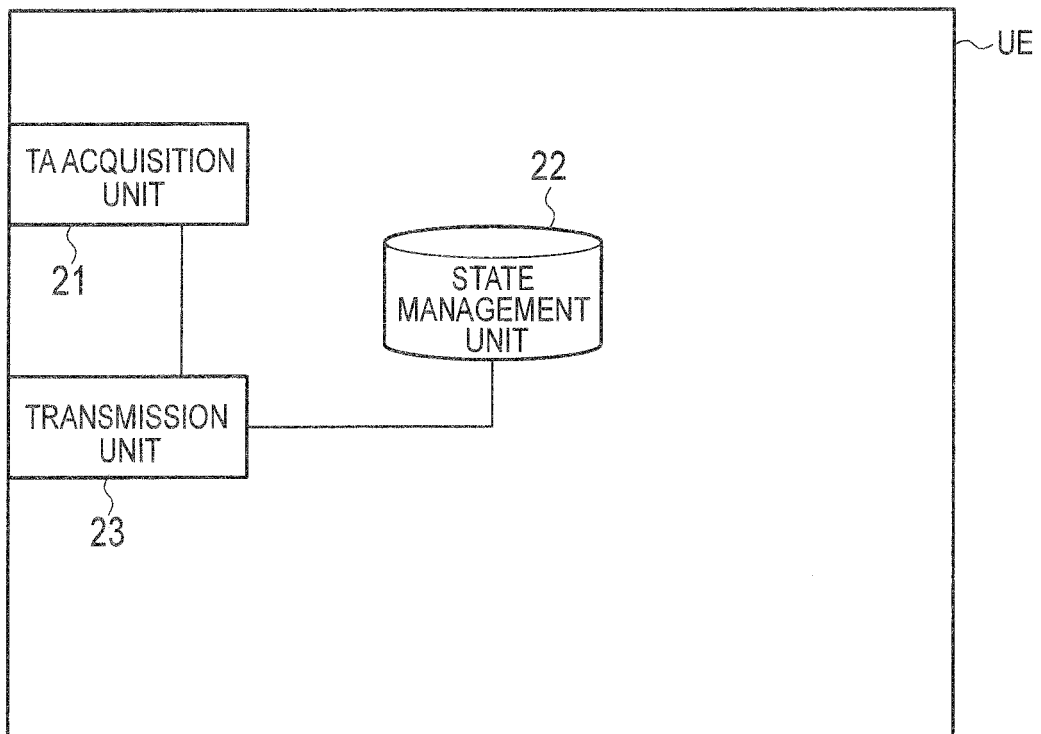 UE
TA ACQUISITION
UNIT
21
22
STATE
MANAGEMENT
UNIT
TRANSMISSION
UNIT
23